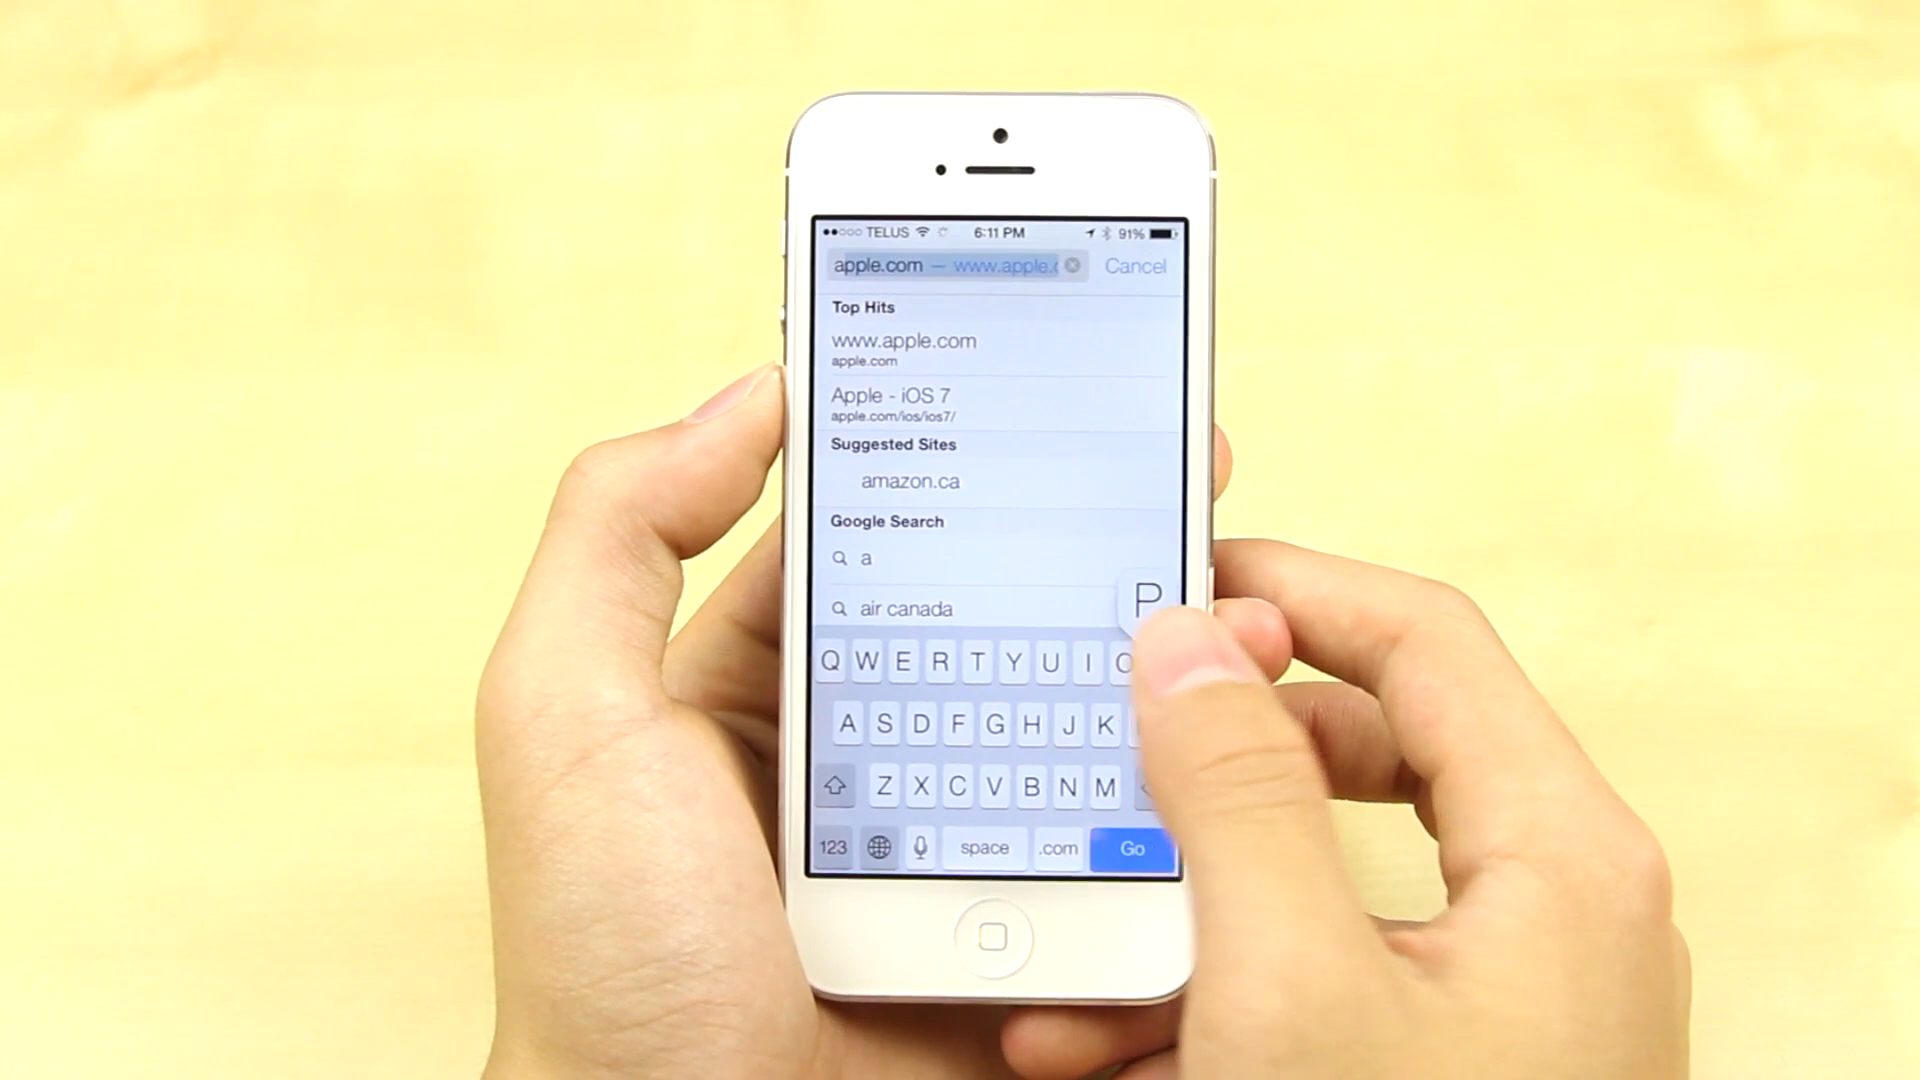 TELUS 6:11 PM 91%
apple.com — www.apple.c Cancel
Top Hits
www.apple.com
apple.com
Apple - iOS 7
apple.com/ios/ios7/
Suggested Sites
amazon.ca
Google Search
a
air canada
P
Q W E R T Y U I O
A S D F G H J K
Z X C V B N M
123 space .com Go